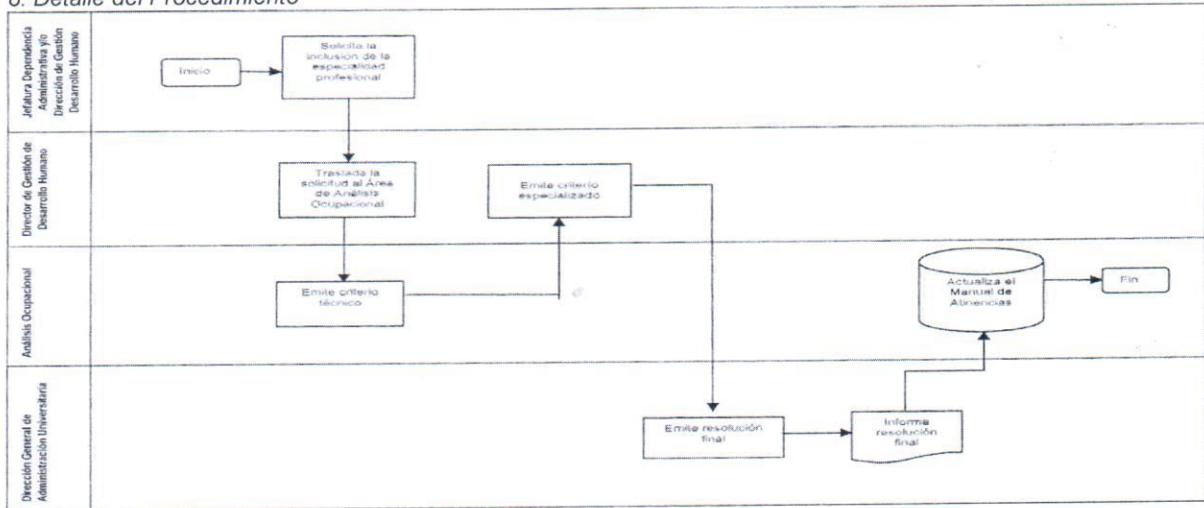 Detalle del Procedimiento
Jefatura Dependencia
Administrativa y/o
Dirección de Gestión
Desarrollo Humano
Inicio
Solicita la
inclusión de la
especialidad
profesional
Director de Gestión de
Desarrollo Humano
Traslada la
solicitud al Área
de Análisis
Ocupacional
Emite criterio
especializado
Análisis Ocupacional
Emite criterio
técnico
Actualiza el
Manual de
Atinencias
Fin
Dirección General de
Administración Universitaria
Emite resolución
final
Informa
resolución
final